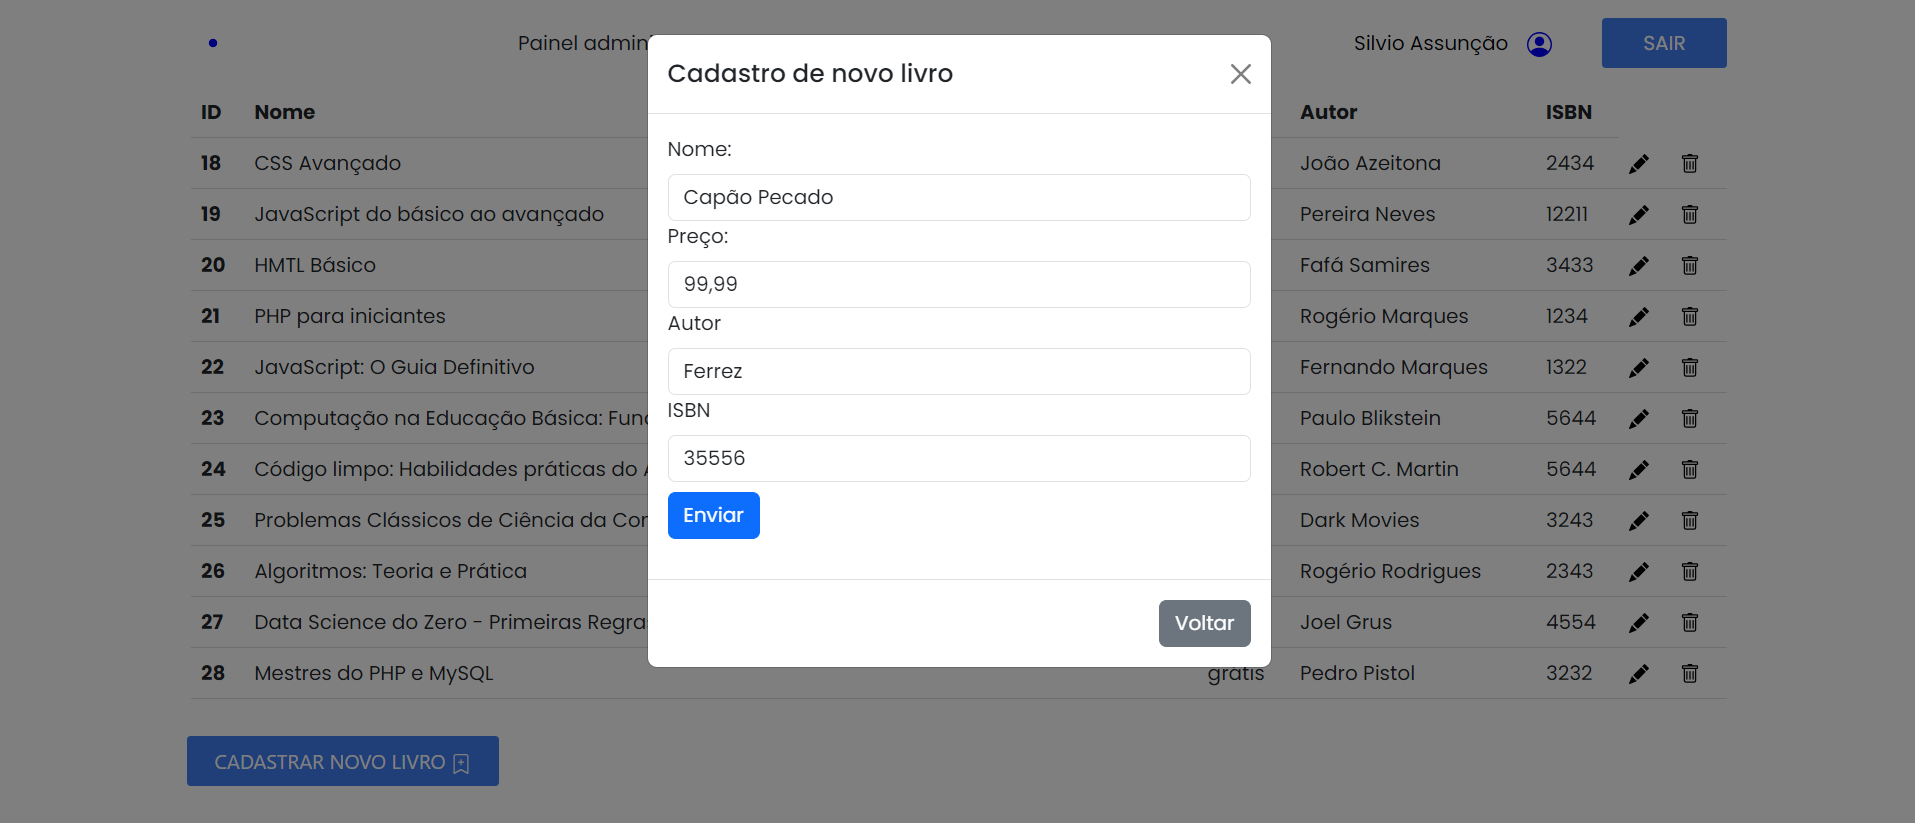 Painel admin Silvio Assunção SAIR
Cadastro de novo livro
ID Nome Autor ISBN
Nome:
Capão Pecado
Preço:
99,99
Autor
Ferrez
ISBN
35556
Enviar
Voltar
18 CSS Avançado João Azeitona 2434
19 JavaScript do básico ao avançado Pereira Neves 12211
20 HMTL Básico Fafá Samires 3433
21 PHP para iniciantes Rogério Marques 1234
22 JavaScript: O Guia Definitivo Fernando Marques 1322
23 Computação na Educação Básica: Fun Paulo Blikstein 5644
24 Código limpo: Habilidades práticas do Robert C. Martin 5644
25 Problemas Clássicos de Ciência da Co Dark Movies 3243
26 Algoritmos: Teoria e Prática Rogério Rodrigues 2343
27 Data Science do Zero - Primeiras Regra Joel Grus 4554
28 Mestres do PHP e MySQL grátis Pedro Pistol 3232
CADASTRAR NOVO LIVRO